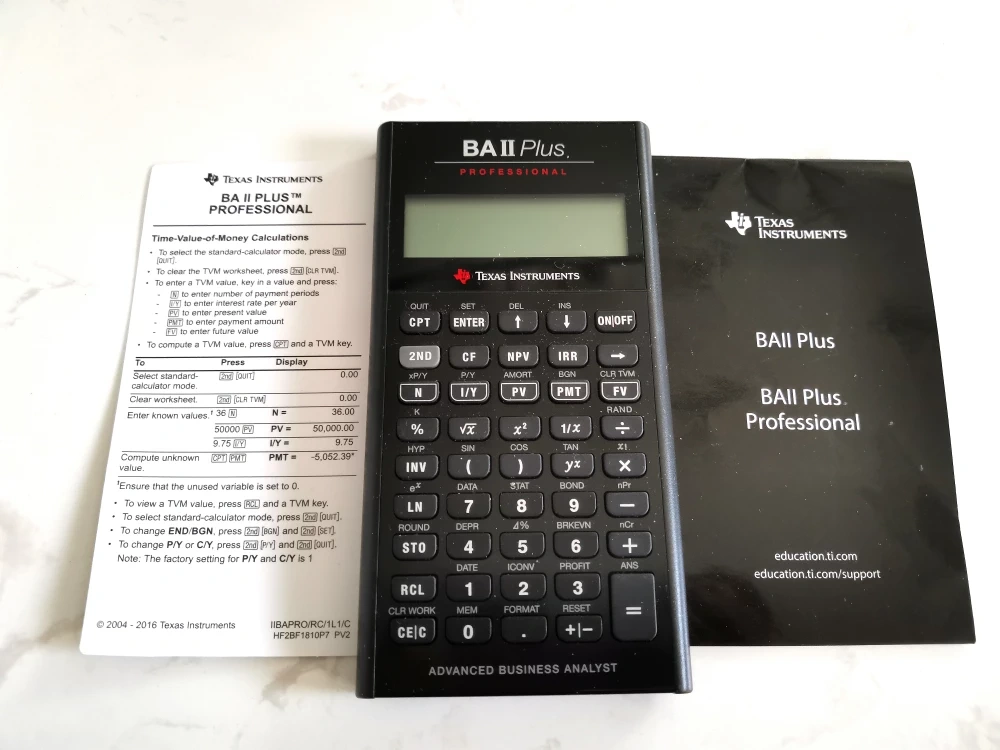 TEXAS INSTRUMENTS
BA II PLUS™
PROFESSIONAL
Time-Value-of-Money Calculations
• To select the standard-calculator mode, press 2nd
[QUIT].
• To clear the TVM worksheet, press 2nd [CLR TVM].
• To enter a TVM value, key in a value and press:
- N to enter number of payment periods
- I/Y to enter interest rate per year
- PV to enter present value
- PMT to enter payment amount
- FV to enter future value
• To compute a TVM value, press CPT and a TVM key.
To Press Display
Select standard- 2nd [QUIT] 0.00
calculator mode.
Clear worksheet. 2nd [CLR TVM] 0.00
Enter known values.† 36 N N = 36.00
50000 PV PV = 50,000.00
9.75 I/Y I/Y = 9.75
Compute unknown CPT PMT PMT = -5,052.39*
value.
†Ensure that the unused variable is set to 0.
• To view a TVM value, press RCL and a TVM key.
• To select standard-calculator mode, press 2nd [QUIT].
• To change END/BGN, press 2nd [BGN] and 2nd [SET].
• To change P/Y or C/Y, press 2nd [P/Y] and 2nd [QUIT].
Note: The factory setting for P/Y and C/Y is 1
© 2004 - 2016 Texas Instruments IIBAPRO/RC/1L1/C
HF2BF1810P7 PV2
BA II Plus.
PROFESSIONAL
TEXAS INSTRUMENTS
QUIT SET DEL INS
CPT ENTER ↑ ↓ ON|OFF
2ND CF NPV IRR →
xP/Y P/Y AMORT BGN CLR TVM
N I/Y PV PMT FV
K RAND
% √x x² 1/x ÷
HYP SIN COS TAN x!
INV ( ) yˣ ×
eˣ DATA STAT BOND nPr
LN 7 8 9 −
ROUND DEPR Δ% BRKEVN nCr
STO 4 5 6 +
DATE ICONV PROFIT ANS
RCL 1 2 3 =
CLR WORK MEM FORMAT RESET
CE|C 0 . +|−
ADVANCED BUSINESS ANALYST
TEXAS
INSTRUMENTS
BAII Plus
BAII Plus
Professional
education.ti.com
education.ti.com/support